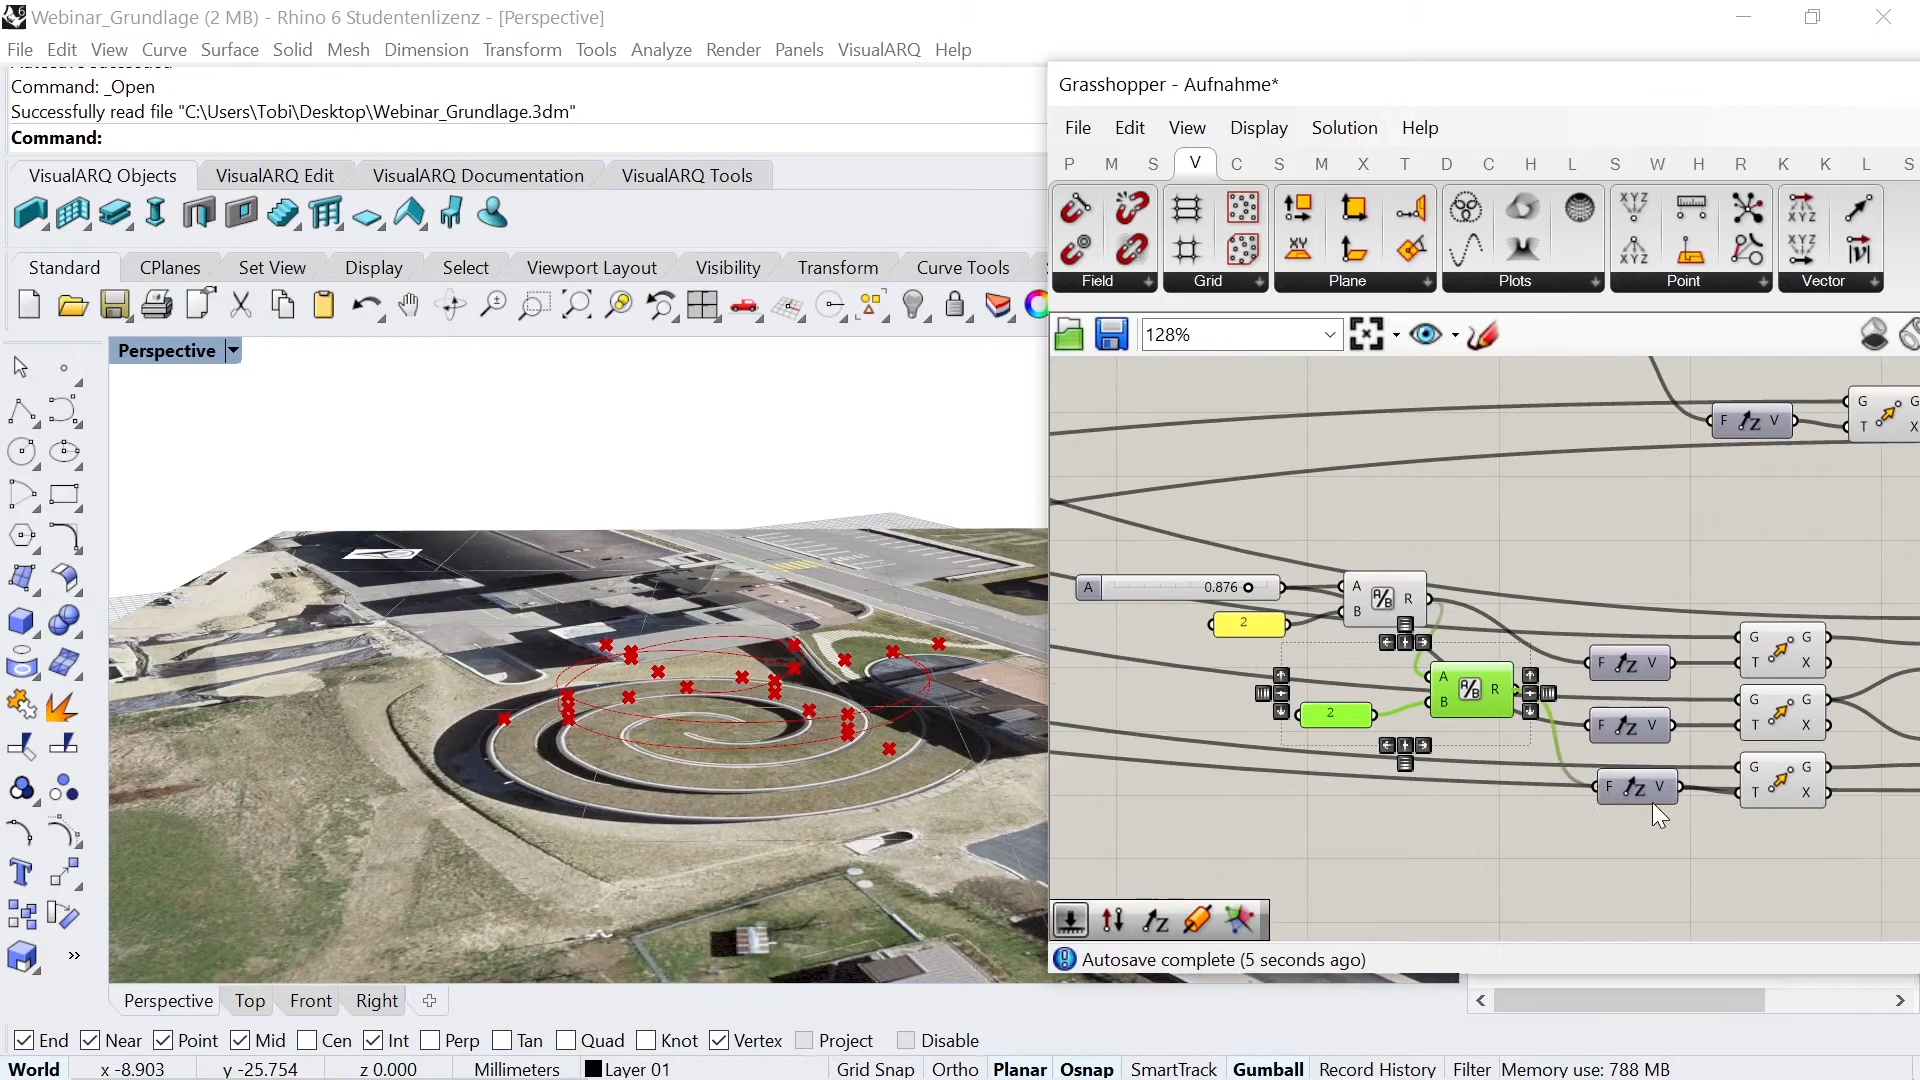 Webinar_Grundlage (2 MB) - Rhino 6 Studentenlizenz - [Perspective]
File Edit View Curve Surface Solid Mesh Dimension Transform Tools Analyze Render Panels VisualARQ Help
Command: _Open
Successfully read file "C:\Users\Tobi\Desktop\Webinar_Grundlage.3dm"
Command:
VisualARQ Objects VisualARQ Edit VisualARQ Documentation VisualARQ Tools
Standard CPlanes Set View Display Select Viewport Layout Visibility Transform Curve Tools
Perspective
Grasshopper - Aufnahme*
File Edit View Display Solution Help
P M S V C S M X T D C H L S W H R K K L S
Field Grid Plane Plots Point Vector
128%
F V
G G
T X
A 0.876
A B R
2
F V
G G
T X
A B R
2
F V
G G
T X
F V
G G
T X
Autosave complete (5 seconds ago)
Perspective Top Front Right
End Near Point Mid Cen Int Perp Tan Quad Knot Vertex Project Disable
World x -8.903 y -25.754 z 0.000 Millimeters Layer 01 Grid Snap Ortho Planar Osnap SmartTrack Gumball Record History Filter Memory use: 788 MB